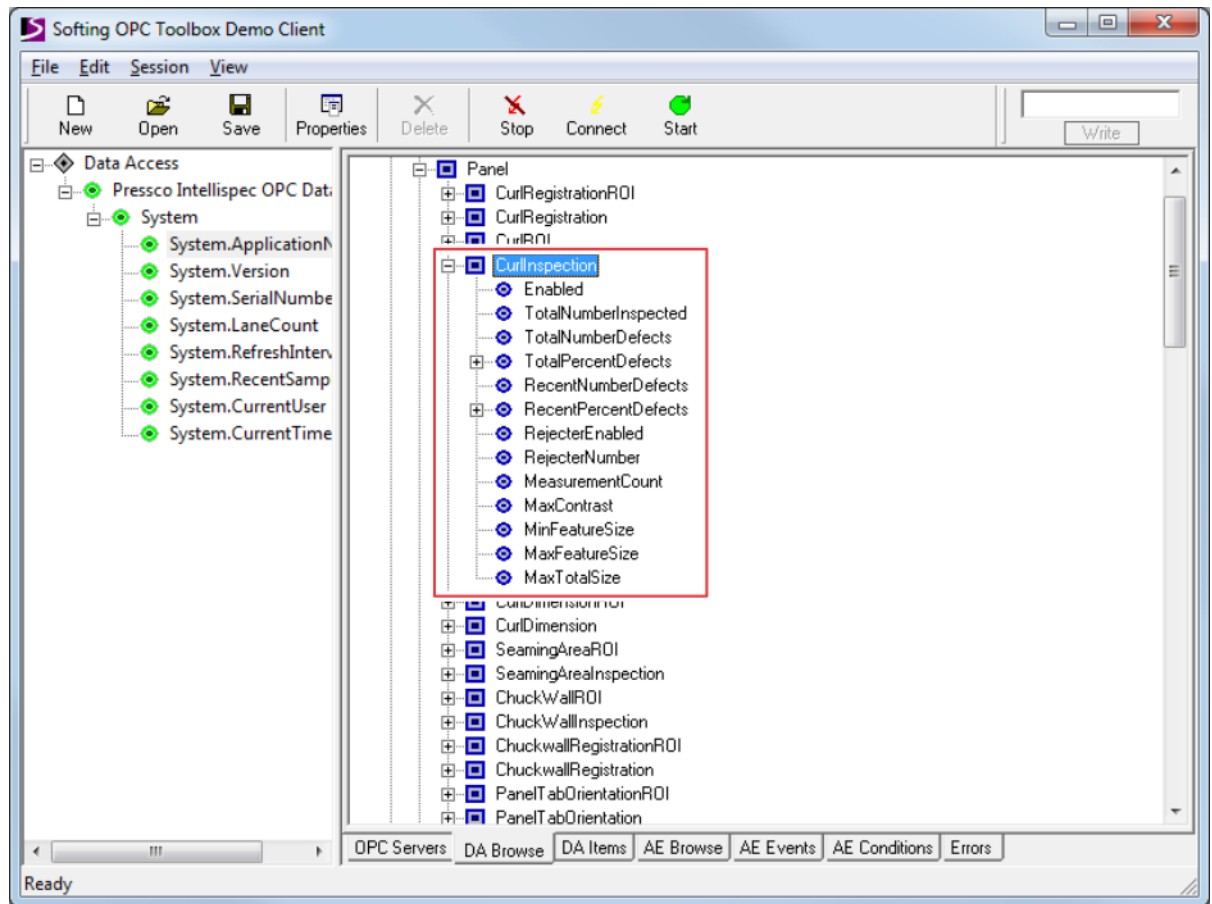 Softing OPC Toolbox Demo Client
File Edit Session View
New Open Save Properties Delete Stop Connect Start Write
Data Access
Pressco Intellispec OPC Data
System
System.ApplicationN
System.Version
System.SerialNumbe
System.LaneCount
System.RefreshInterv
System.RecentSamp
System.CurrentUser
System.CurrentTime
Panel
CurlRegistrationROI
CurlRegistration
CurlROI
CurlInspection
Enabled
TotalNumberInspected
TotalNumberDefects
TotalPercentDefects
RecentNumberDefects
RecentPercentDefects
RejecterEnabled
RejecterNumber
MeasurementCount
MaxContrast
MinFeatureSize
MaxFeatureSize
MaxTotalSize
CurlDimensionROI
CurlDimension
SeamingAreaROI
SeamingAreaInspection
ChuckWallROI
ChuckWallInspection
ChuckwallRegistrationROI
ChuckwallRegistration
PanelTabOrientationROI
PanelTabOrientation
OPC Servers DA Browse DA Items AE Browse AE Events AE Conditions Errors
Ready